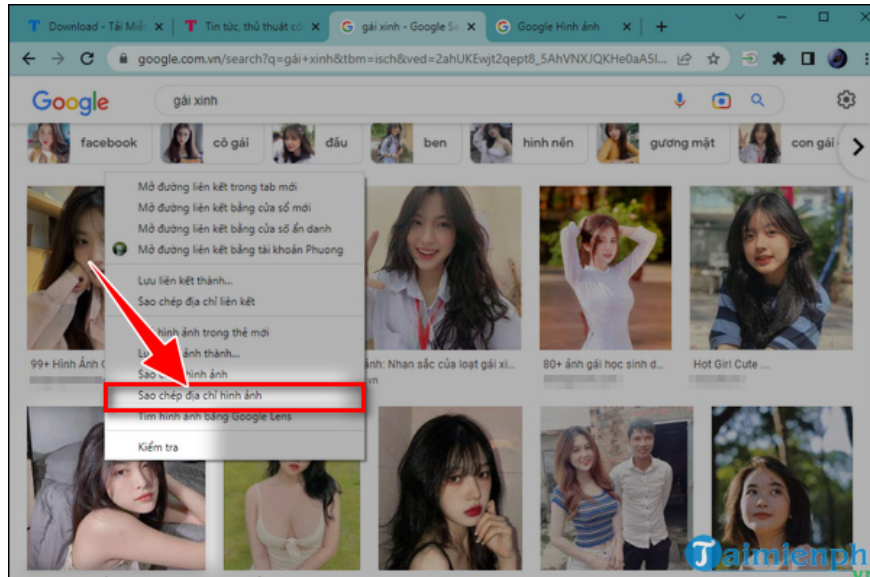 Download - Tải Miễ
Tin tức, thủ thuật cô
gái xinh - Google Se
Google Hình ảnh
google.com.vn/search?q=gái+xinh&tbm=isch&ved=2ahUKEwjt2qept8_5AhVNXJQKHe0aA5I...
Google
gái xinh
facebook
cô gái
đầu
ben
hình nền
gương mặt
con gái
Mở đường liên kết trong tab mới
Mở đường liên kết bằng cửa sổ mới
Mở đường liên kết bằng cửa sổ ẩn danh
Mở đường liên kết bằng tài khoản Phuong
Lưu liên kết thành...
Sao chép địa chỉ liên kết
hình ảnh trong thẻ mới
ảnh thành...
hình ảnh
Sao chép địa chỉ hình ảnh
Tìm hình ảnh bằng Google Lens
Kiểm tra
99+ Hình Ảnh
ảnh: Nhan sắc của loạt gái xi...
vn
80+ ảnh gái học sinh d...
Hot Girl Cute ...
Taimienph